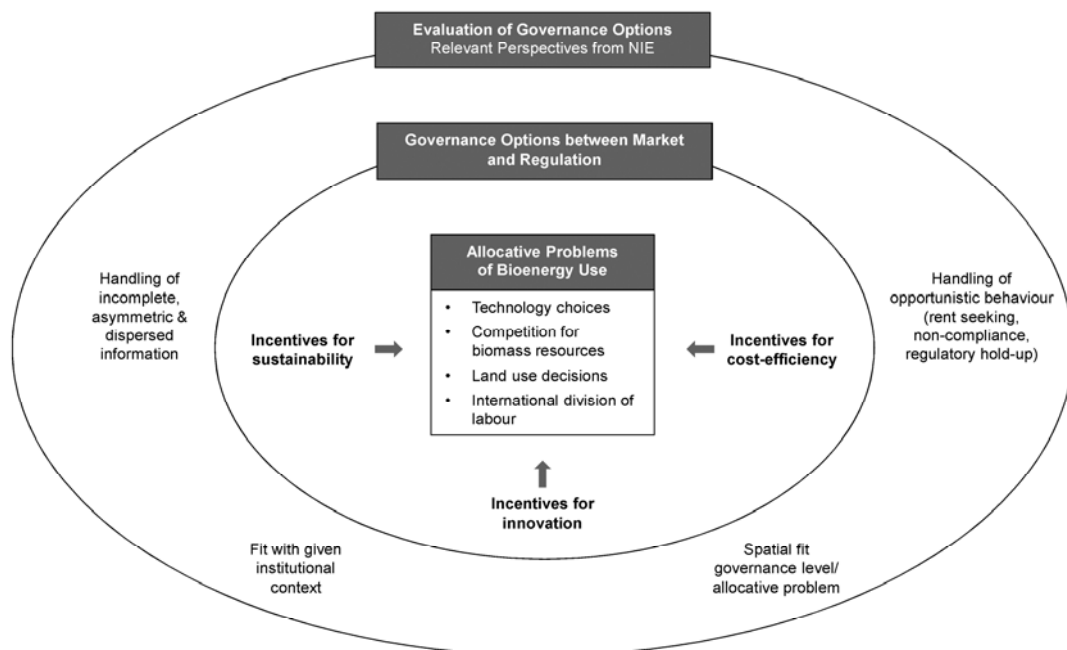 Evaluation of Governance Options
Relevant Perspectives from NIE
Governance Options between Market
and Regulation
Allocative Problems
of Bioenergy Use
• Technology choices
• Competition for
biomass resources
• Land use decisions
• International division of
labour
Handling of
incomplete,
asymmetric &
dispersed
information
Incentives for
sustainability
Incentives for
cost-efficiency
Handling of
opportunistic behaviour
(rent seeking,
non-compliance,
regulatory hold-up)
Incentives for
innovation
Fit with given
institutional
context
Spatial fit
governance level/
allocative problem